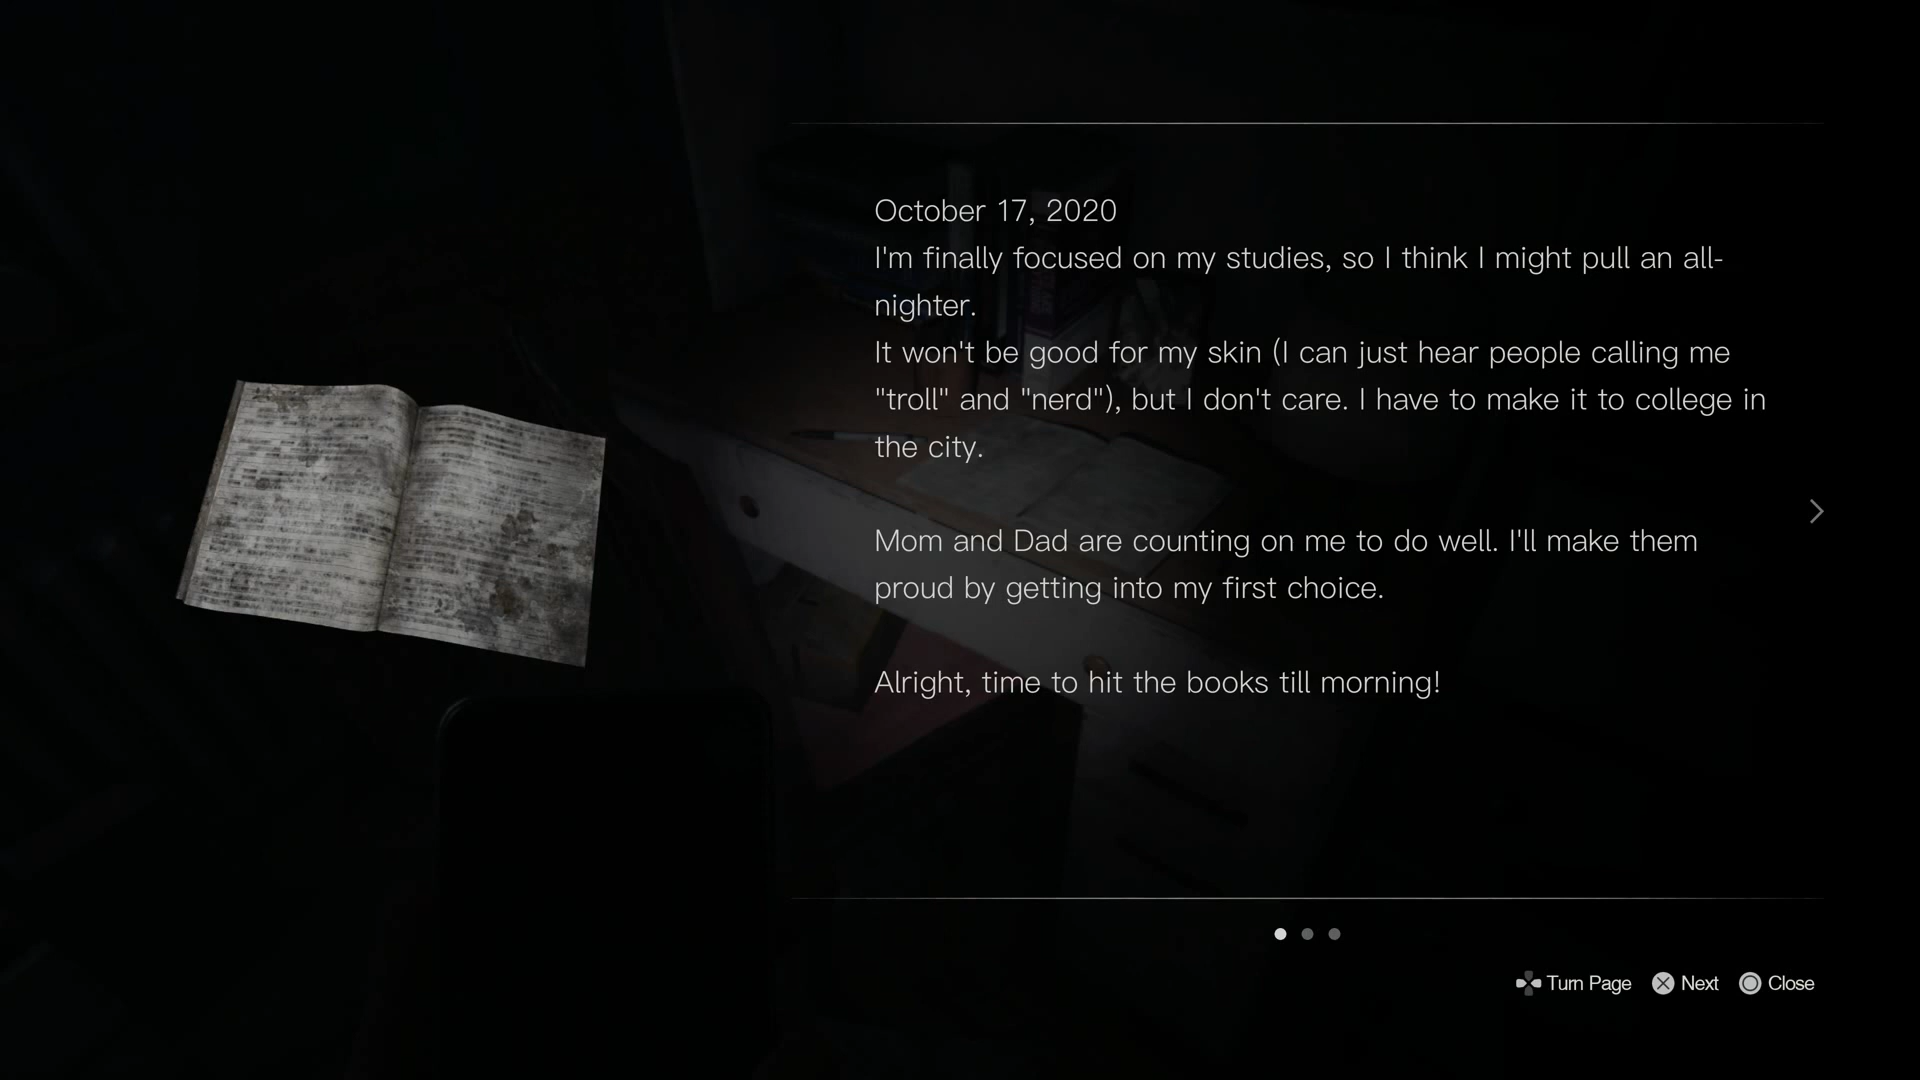 October 17, 2020
I'm finally focused on my studies, so I think I might pull an all-
nighter.
It won't be good for my skin (I can just hear people calling me
"troll" and "nerd"), but I don't care. I have to make it to college in
the city.
Mom and Dad are counting on me to do well. I'll make them
proud by getting into my first choice.
Alright, time to hit the books till morning!
Turn Page Next Close